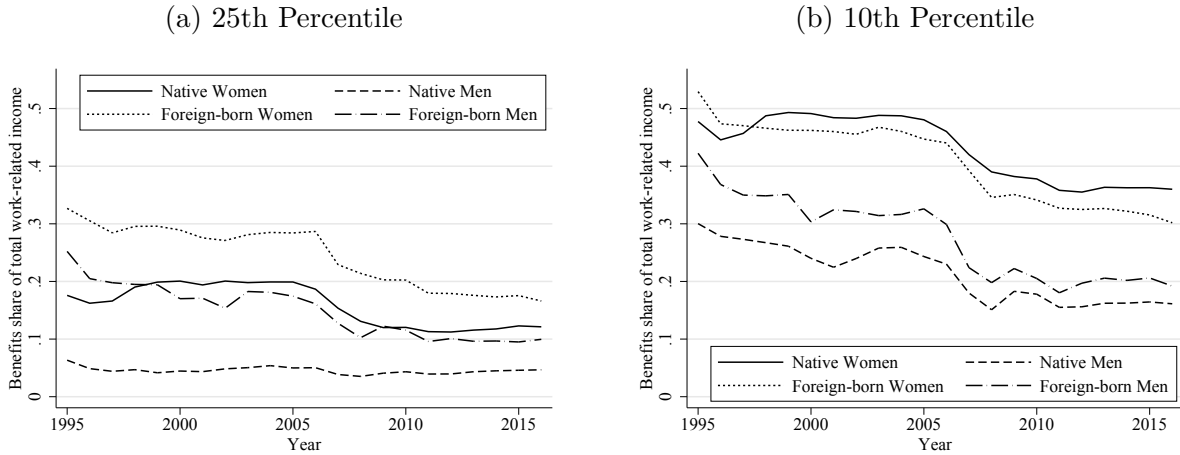 (a) 25th Percentile
Benefits share of total work-related income
.5
.4
.3
.2
.1
0
Native Women
Native Men
Foreign-born Women
Foreign-born Men
1995
2000
2005
2010
2015
Year
(b) 10th Percentile
Benefits share of total work-related income
.5
.4
.3
.2
.1
0
Native Women
Native Men
Foreign-born Women
Foreign-born Men
1995
2000
2005
2010
2015
Year